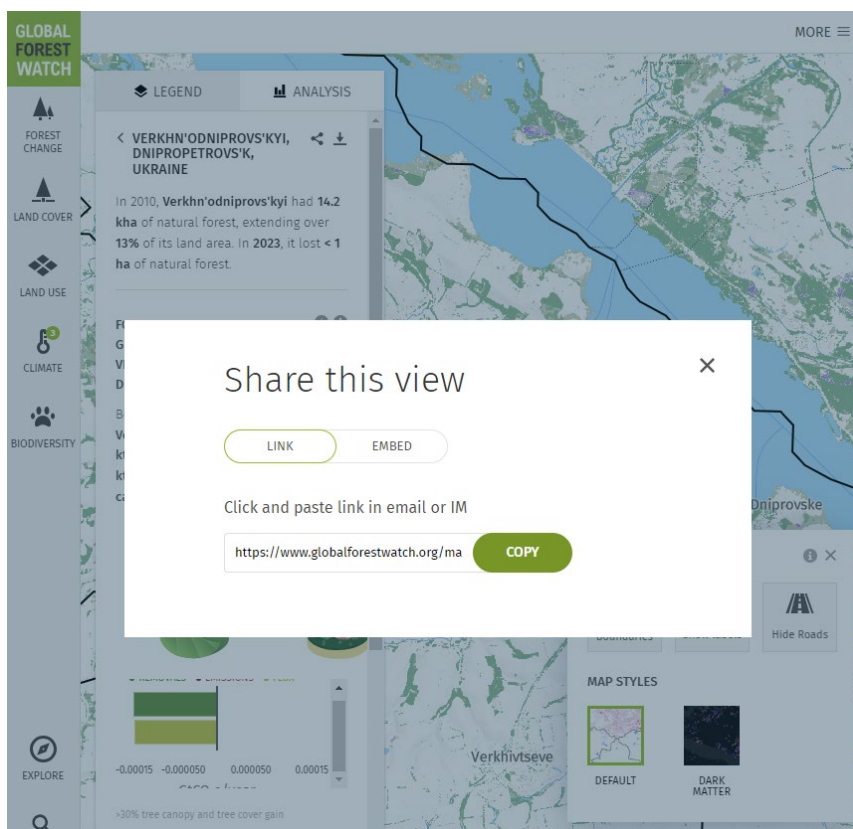 GLOBAL
FOREST
WATCH
MORE
FOREST
CHANGE
LAND COVER
LAND USE
3
CLIMATE
BIODIVERSITY
EXPLORE
LEGEND
ANALYSIS
VERKHN'ODNIPROVS'KYI,
DNIPROPETROVS'K,
UKRAINE
In 2010, Verkhn'odniprovs'kyi had 14.2
kha of natural forest, extending over
13% of its land area. In 2023, it lost < 1
ha of natural forest.
Share this view
LINK
EMBED
Click and paste link in email or IM
https://www.globalforestwatch.org/ma
COPY
REMOVALS
EMISSIONS
-0.00015
-0.000050
0.000050
0.00015
>30% tree canopy and tree cover gain
Dniprovske
Verkhivtseve
Boundaries
Hide Roads
MAP STYLES
DEFAULT
DARK
MATTER